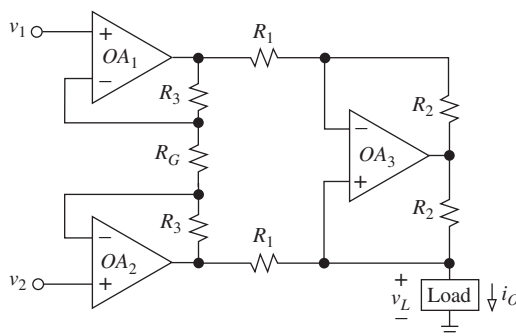 v1
+
OA1
−
R3
R1
RG
R2
−
OA3
+
−
OA2
+
v2
R3
R1
R2
+
vL
−
Load
iO